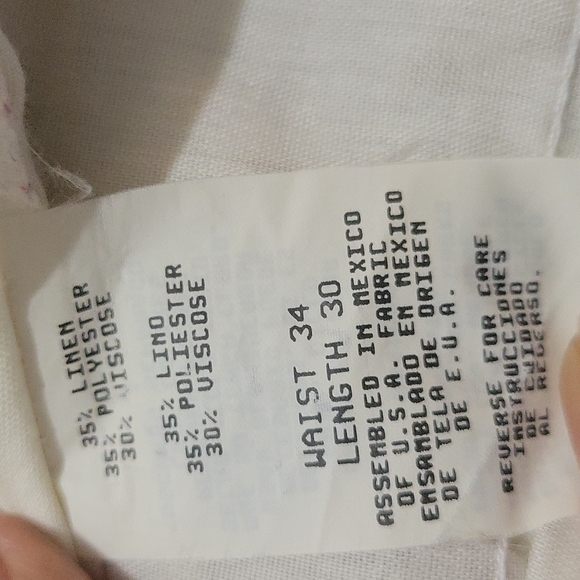 35% LINEN
35% POLYESTER
30% VISCOSE
35% LINO
35% POLIESTER
30% VISCOSE
WAIST 34
LENGTH 30
ASSEMBLED IN MEXICO
OF U.S.A. FABRIC
ENSAMBLADO EN MEXICO
DE TELA DE ORIGEN
DE E.U.A.
REVERSE FOR CARE
INSTRUCCIONES
DE CUIDADO
AL REVERSO.